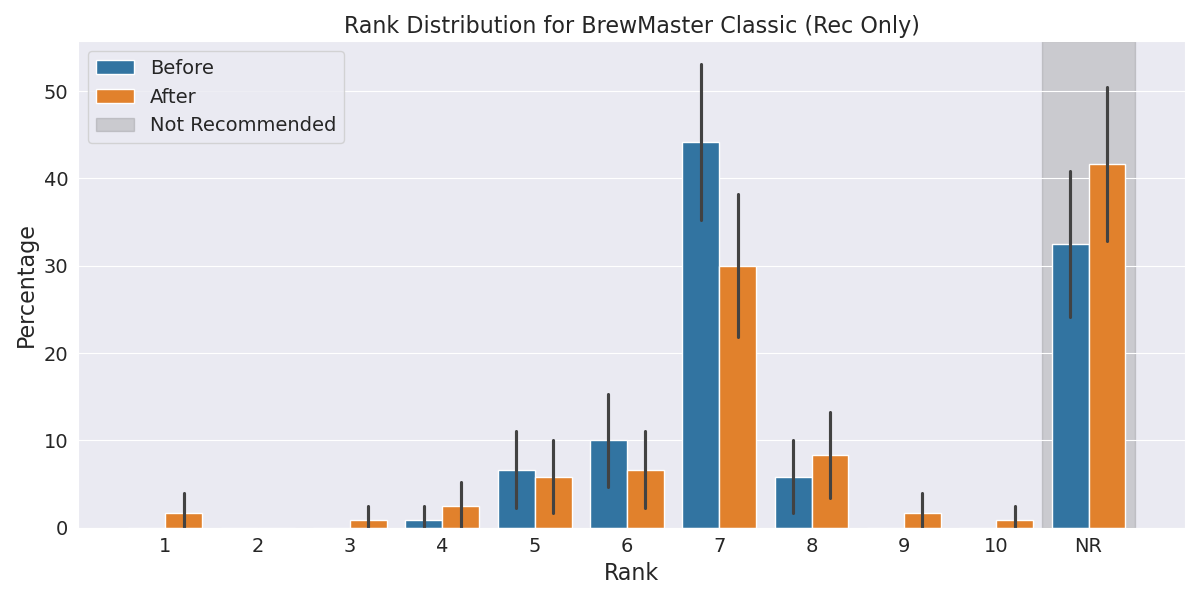 Rank Distribution for BrewMaster Classic (Rec Only)
Before
After
Not Recommended
Percentage
50
40
30
20
10
0
1 2 3 4 5 6 7 8 9 10 NR
Rank